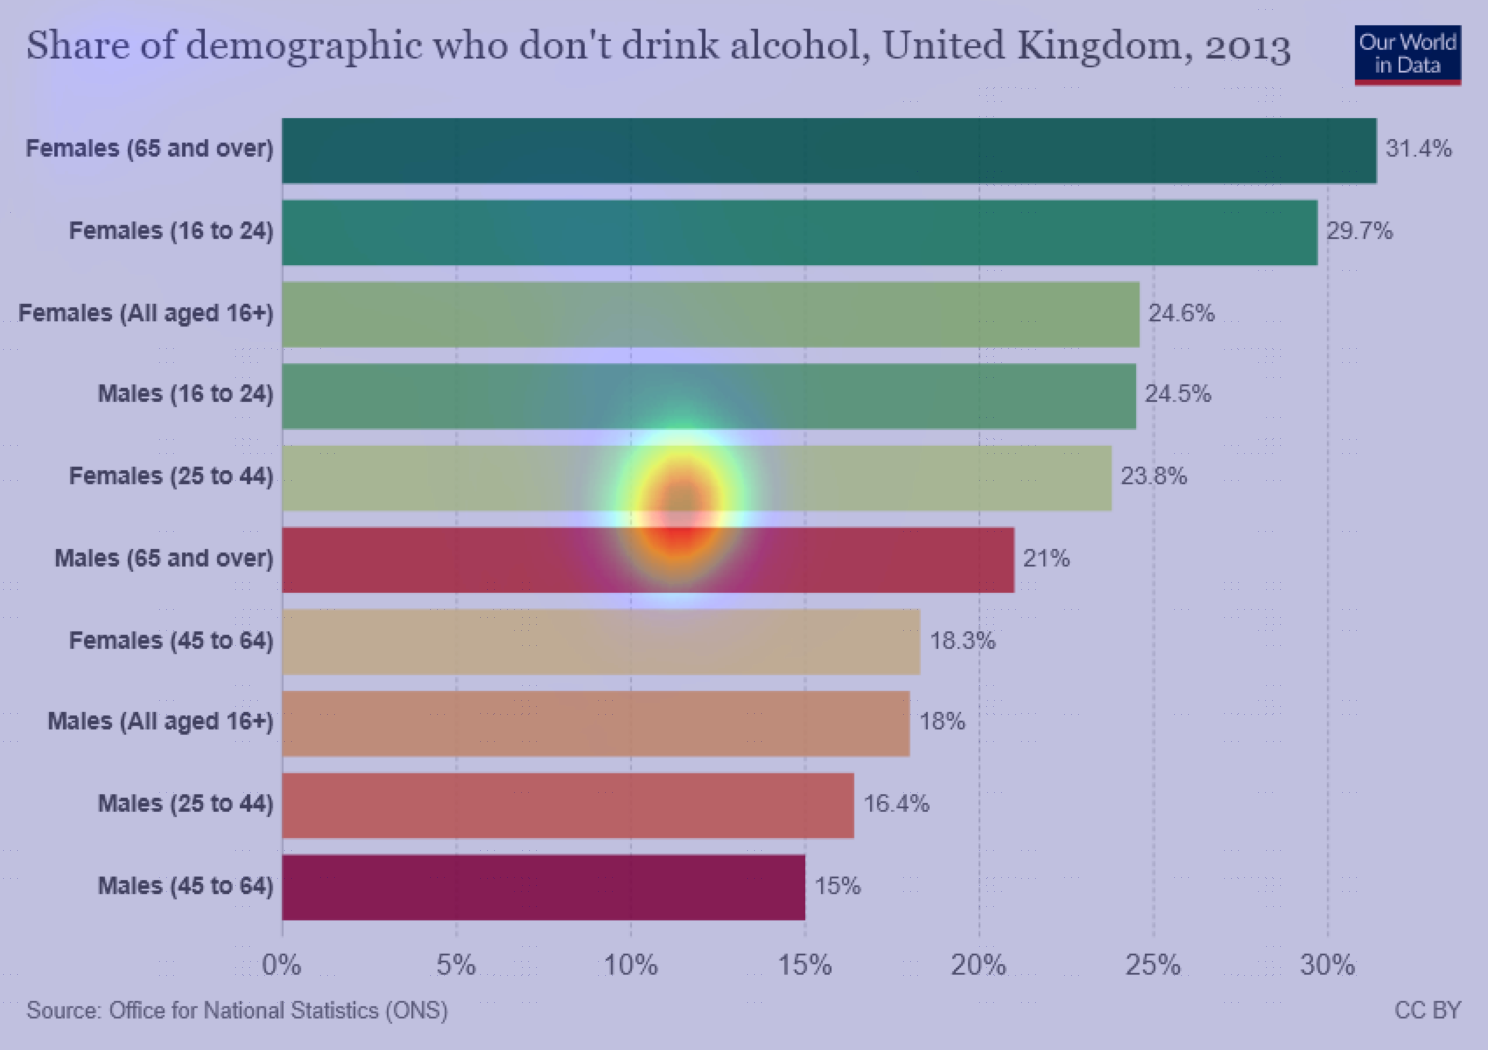 Share of demographic who don't drink alcohol, United Kingdom, 2013
Our World
in Data
Females (65 and over) 31.4%
Females (16 to 24) 29.7%
Females (All aged 16+) 24.6%
Males (16 to 24) 24.5%
Females (25 to 44) 23.8%
Males (65 and over) 21%
Females (45 to 64) 18.3%
Males (All aged 16+) 18%
Males (25 to 44) 16.4%
Males (45 to 64) 15%
0% 5% 10% 15% 20% 25% 30%
Source: Office for National Statistics (ONS) CC BY